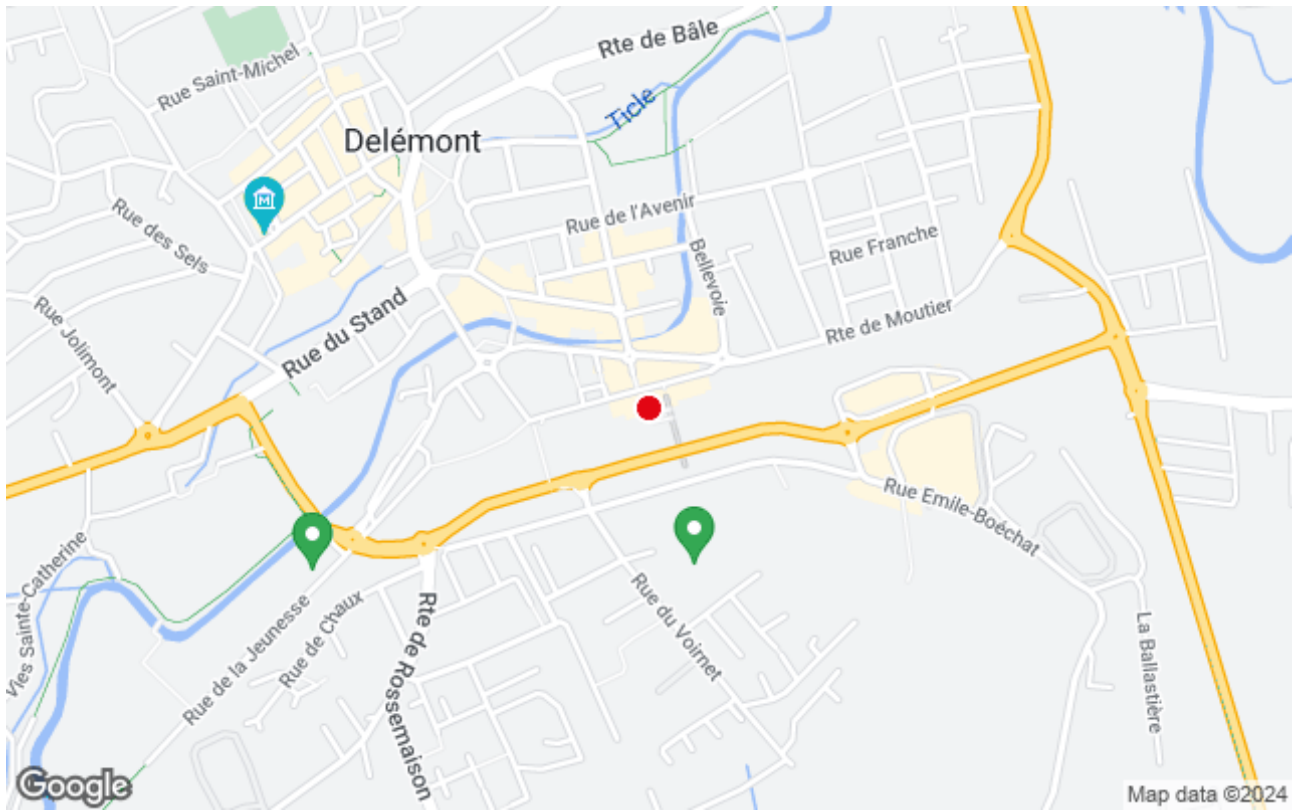 Rte de Bâle
Rue Saint-Michel
Ticle
Delémont
M
Rue de l'Avenir
Rue des Sels
Bellevoie
Rue Franche
Rue Jolimont
Rue du Stand
Rte de Moutier
Rue Emile-Boéchat
Vies Sainte-Catherine
Rue de la Jeunesse
Rue de Chaux
Rte de Rossemaison
Rue du Voirnet
La Ballastière
Google
Map data ©2024